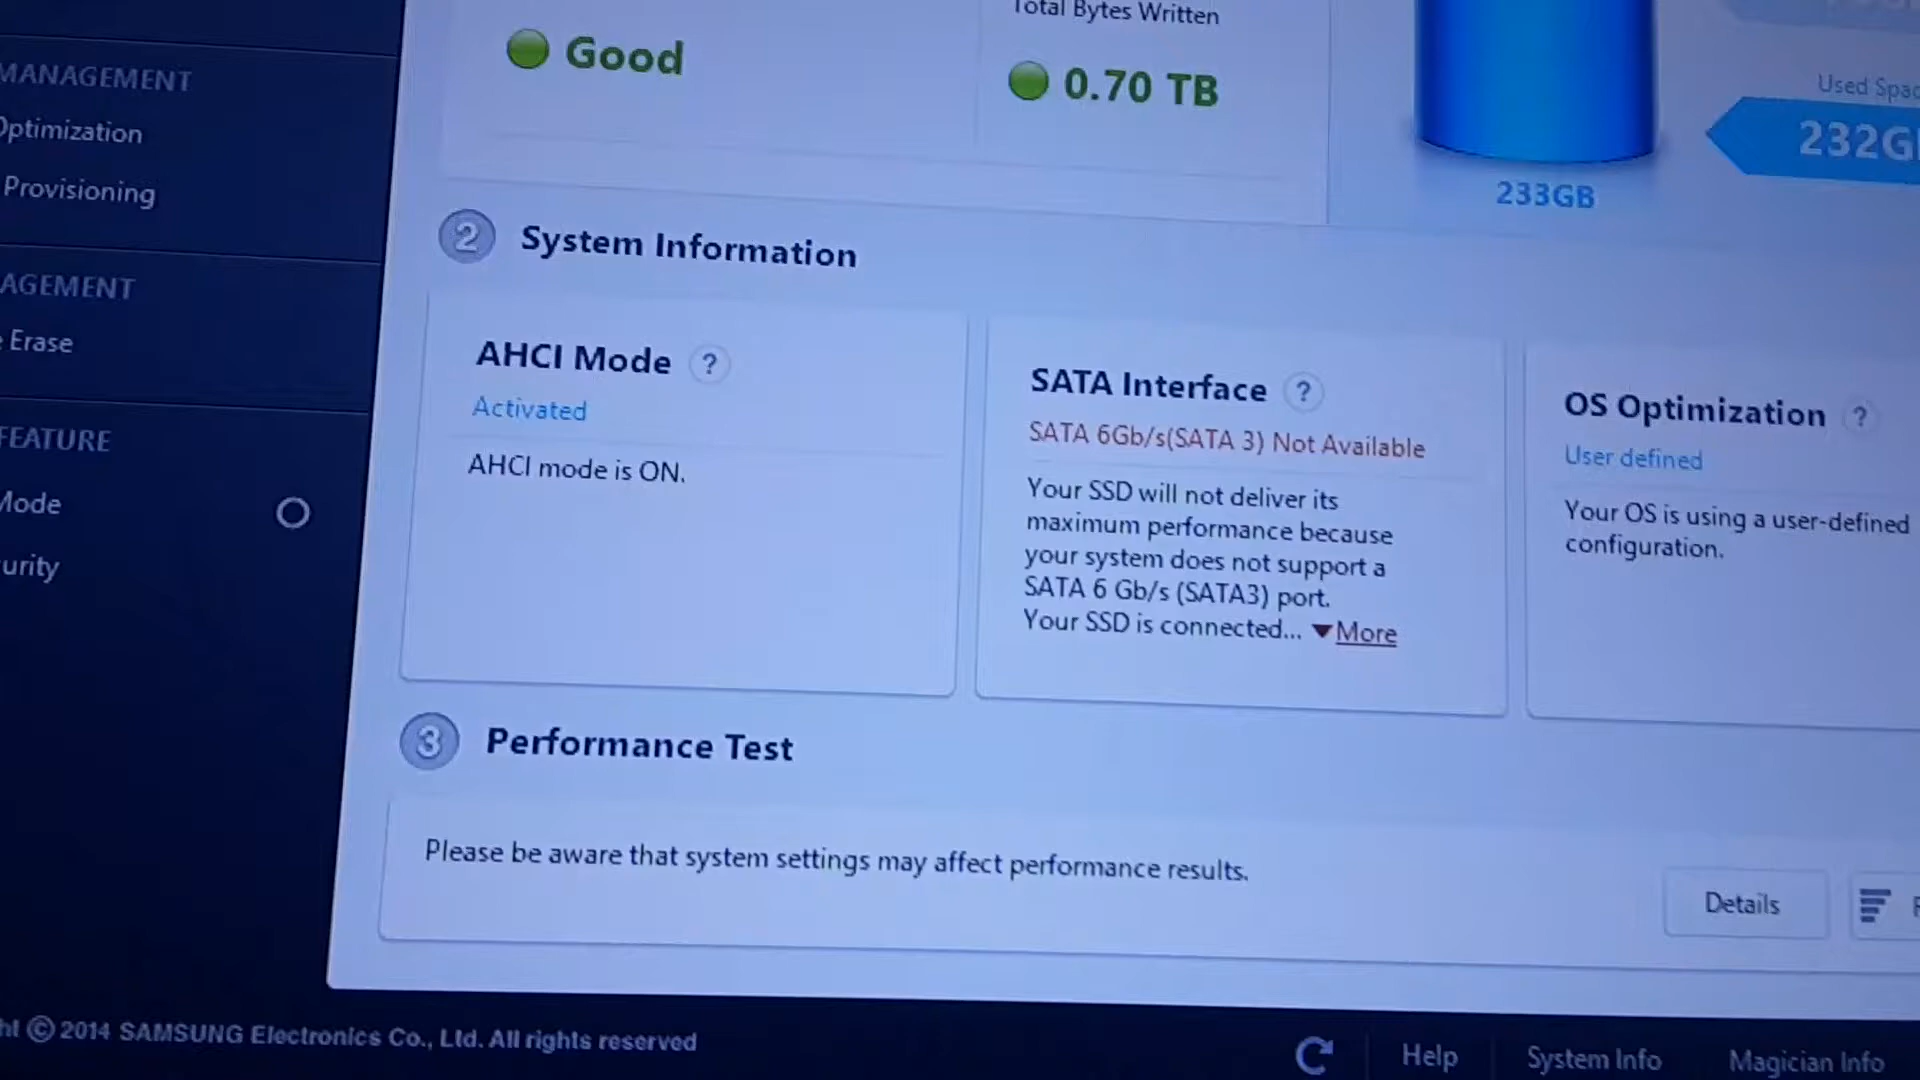 Total Bytes Written
Good
0.70 TB
MANAGEMENT
Optimization
Provisioning
233GB
Used
232G
2 System Information
AGEMENT
Erase
AHCI Mode ?
Activated
AHCI mode is ON.
SATA Interface ?
SATA 6Gb/s(SATA 3) Not Available
Your SSD will not deliver its
maximum performance because
your system does not support a
SATA 6 Gb/s (SATA3) port.
Your SSD is connected... ▼More
OS Optimization ?
User defined
Your OS is using a user-defined
configuration.
FEATURE
Mode
urity
3 Performance Test
Please be aware that system settings may affect performance results.
Details
ht © 2014 SAMSUNG Electronics Co., Ltd. All rights reserved
Help
System Info
Magician Info